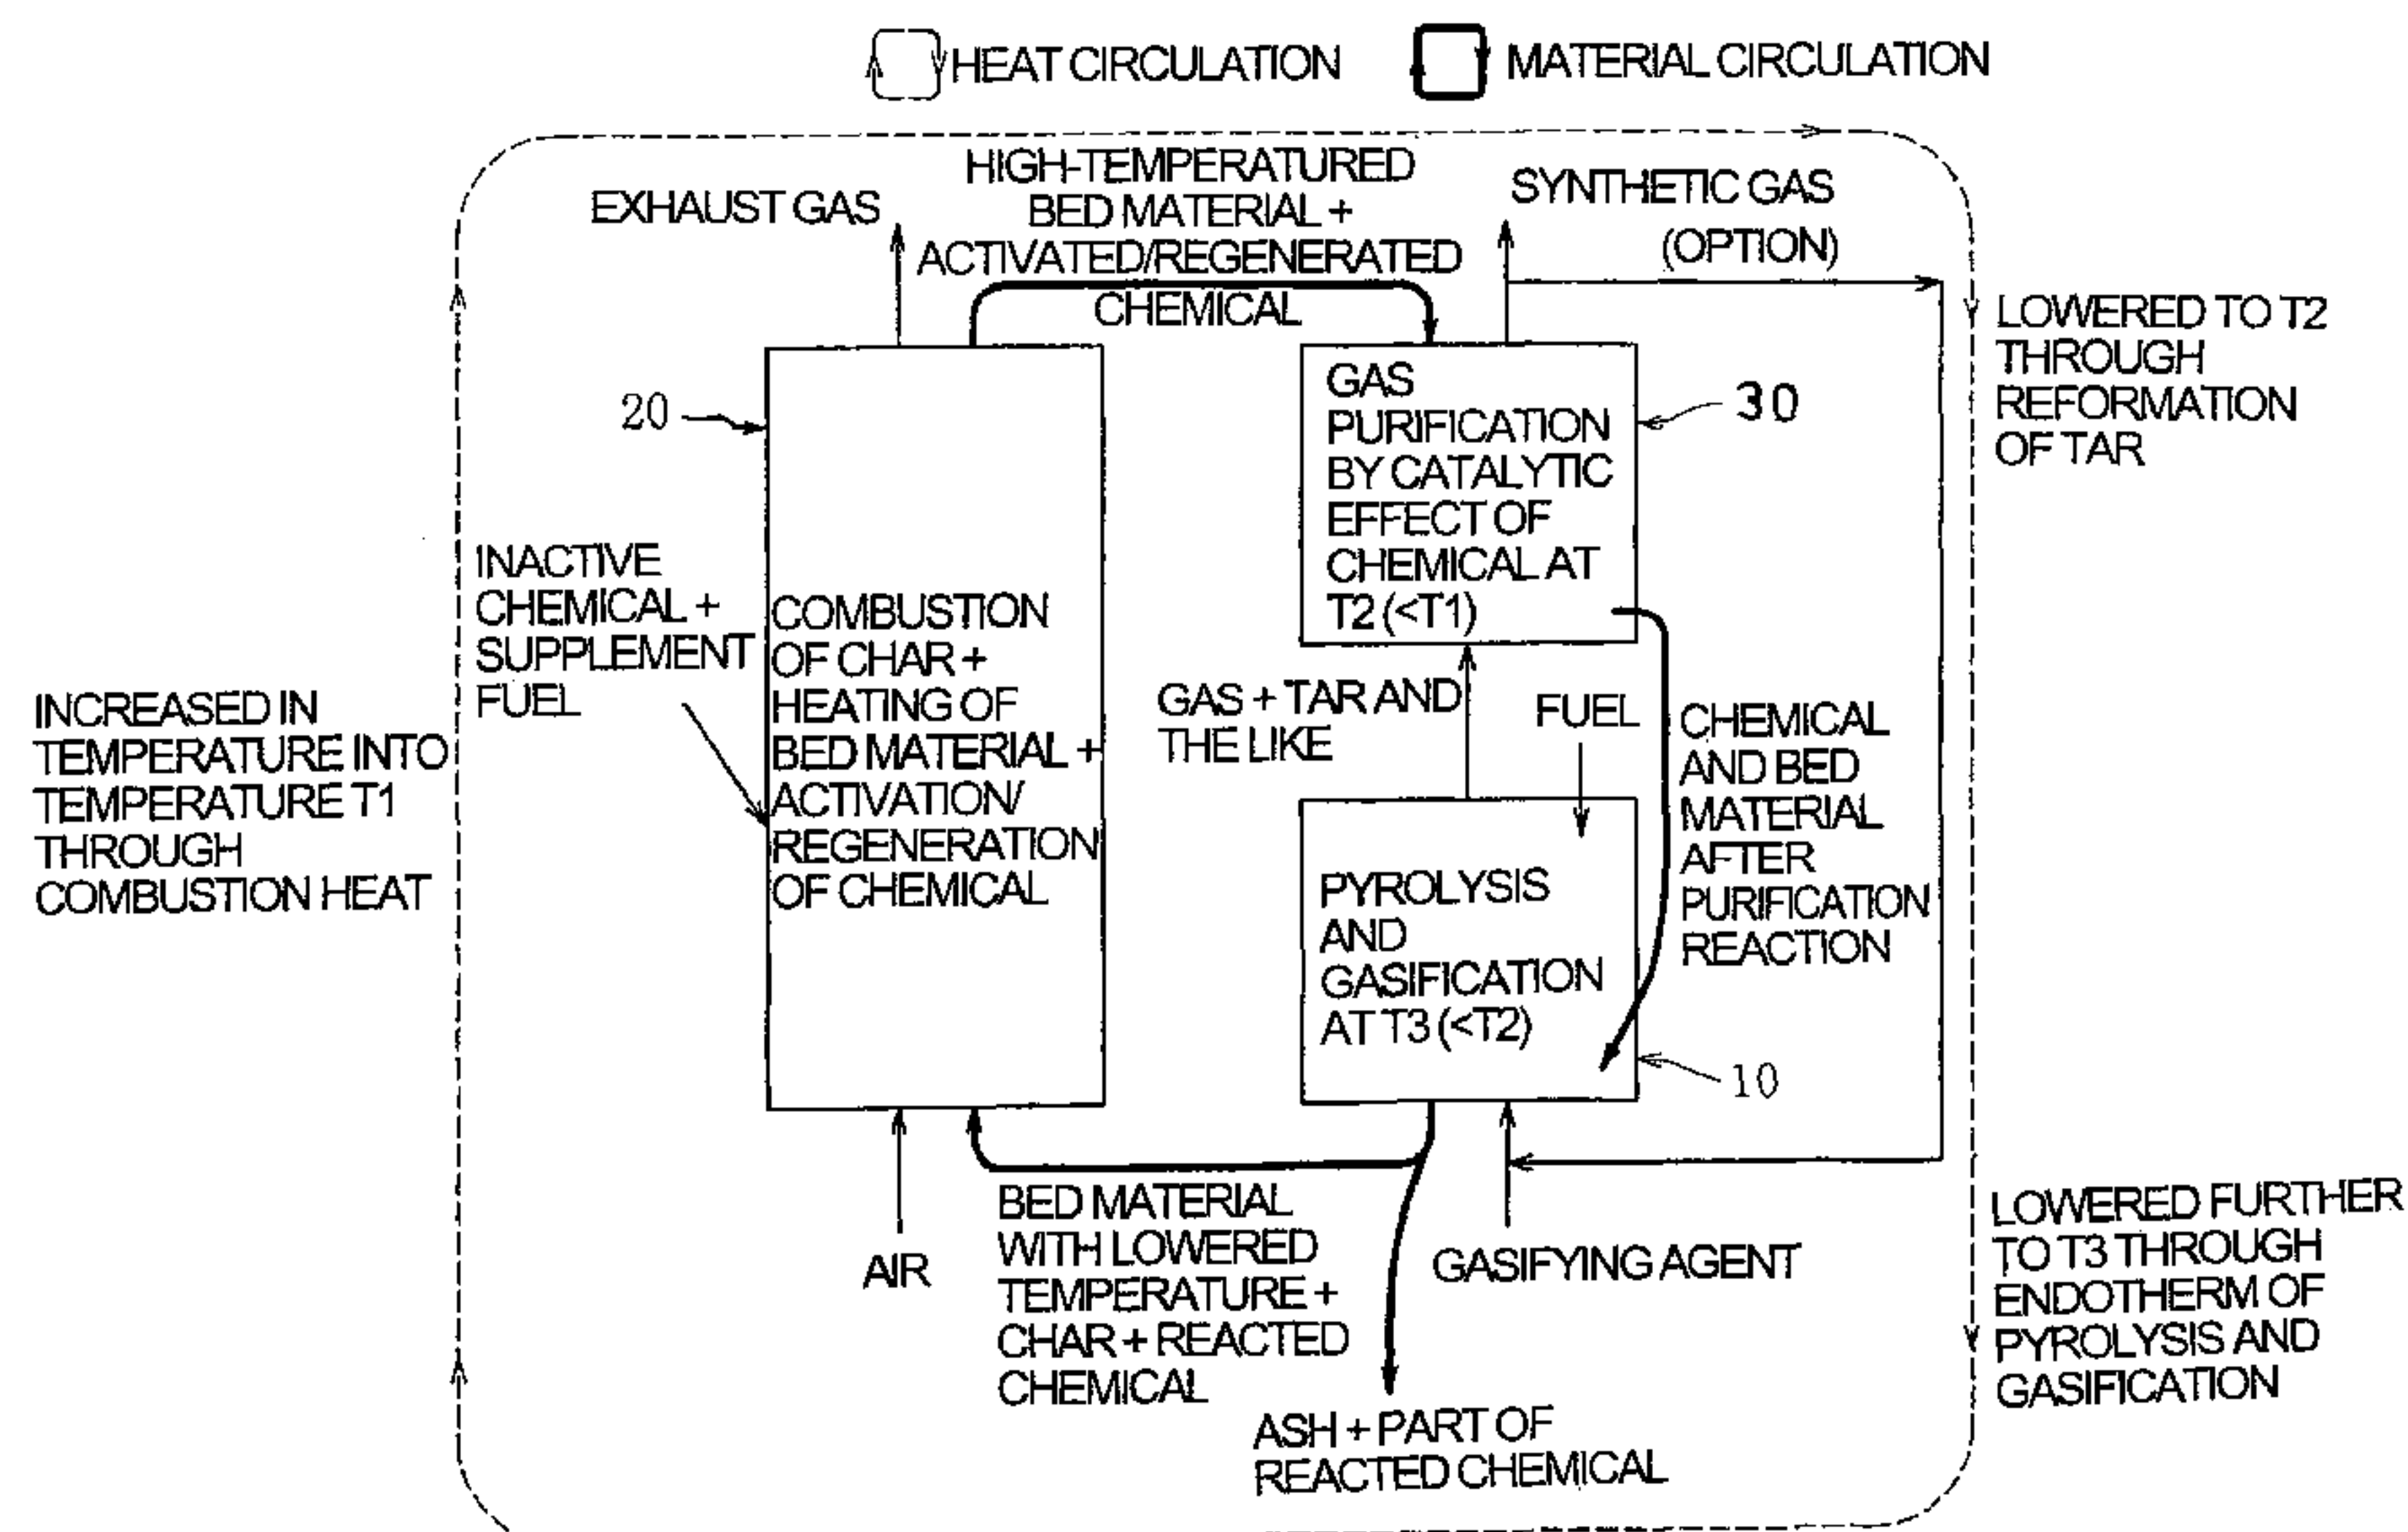 HEAT CIRCULATION
MATERIAL CIRCULATION
HIGH-TEMPERATURED
BED MATERIAL +
ACTIVATED/REGENERATED
CHEMICAL
EXHAUST GAS
SYNTHETIC GAS
(OPTION)
LOWERED TO T2
THROUGH
REFORMATION
OF TAR
20
30
GAS
PURIFICATION
BY CATALYTIC
EFFECT OF
CHEMICAL AT
T2 (<T1)
INACTIVE
CHEMICAL +
SUPPLEMENT
FUEL
COMBUSTION
OF CHAR +
HEATING OF
BED MATERIAL +
ACTIVATION/
REGENERATION
OF CHEMICAL
INCREASED IN
TEMPERATURE INTO
TEMPERATURE T1
THROUGH
COMBUSTION HEAT
GAS + TAR AND
THE LIKE
FUEL
CHEMICAL
AND BED
MATERIAL
AFTER
PURIFICATION
REACTION
PYROLYSIS
AND
GASIFICATION
AT T3 (<T2)
10
AIR
BED MATERIAL
WITH LOWERED
TEMPERATURE +
CHAR + REACTED
CHEMICAL
GASIFYING AGENT
LOWERED FURTHER
TO T3 THROUGH
ENDOTHERM OF
PYROLYSIS AND
GASIFICATION
ASH + PART OF
REACTED CHEMICAL